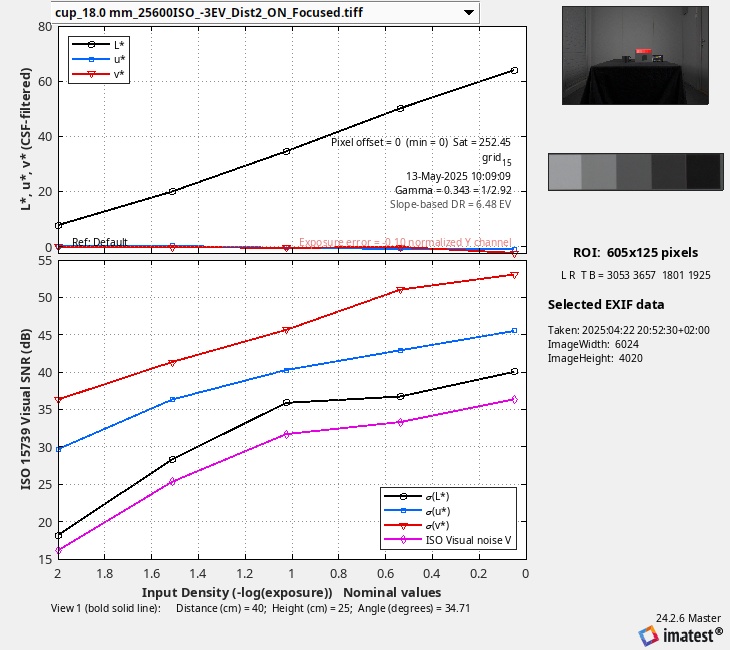 cup_18.0 mm_25600ISO_-3EV_Dist2_ON_Focused.tiff
L*, u*, v* (CSF-filtered)
80
60
40
20
0
L*
u*
v*
Pixel offset = 0 (min = 0) Sat = 252.45
grid15
13-May-2025 10:09:09
Gamma = 0.343 = 1/2.92
Slope-based DR = 6.48 EV
Ref: Default
Exposure error = -0.10 normalized Y channel
ISO 15739 Visual SNR (dB)
55
50
45
40
35
30
25
20
15
σ(L*)
σ(u*)
σ(v*)
ISO Visual noise V
2 1.8 1.6 1.4 1.2 1 0.8 0.6 0.4 0.2 0
Input Density (-log(exposure)) Nominal values
View 1 (bold solid line): Distance (cm) = 40; Height (cm) = 25; Angle (degrees) = 34.71
ROI: 605x125 pixels
L R T B = 3053 3657 1801 1925
Selected EXIF data
Taken: 2025:04:22 20:52:30+02:00
ImageWidth: 6024
ImageHeight: 4020
24.2.6 Master
imatest®